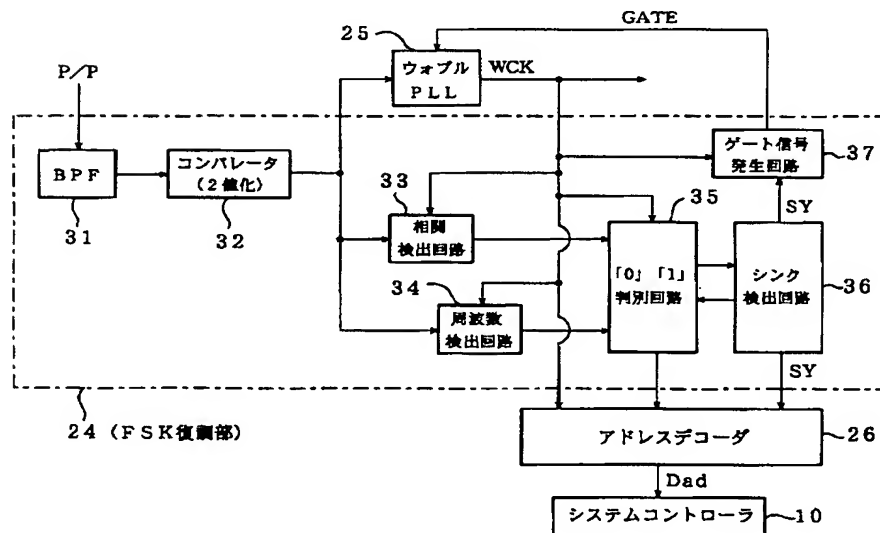 GATE
25
P/P
ウォブル
PLL
WCK
BPF
31
コンパレータ
(2値化)
32
33
相関
検出回路
34
周波数
検出回路
35
「0」「1」
判別回路
ゲート信号
発生回路
37
SY
シンク
検出回路
36
SY
24(FSK復調部)
アドレスデコーダ
26
Dad
システムコントローラ
10